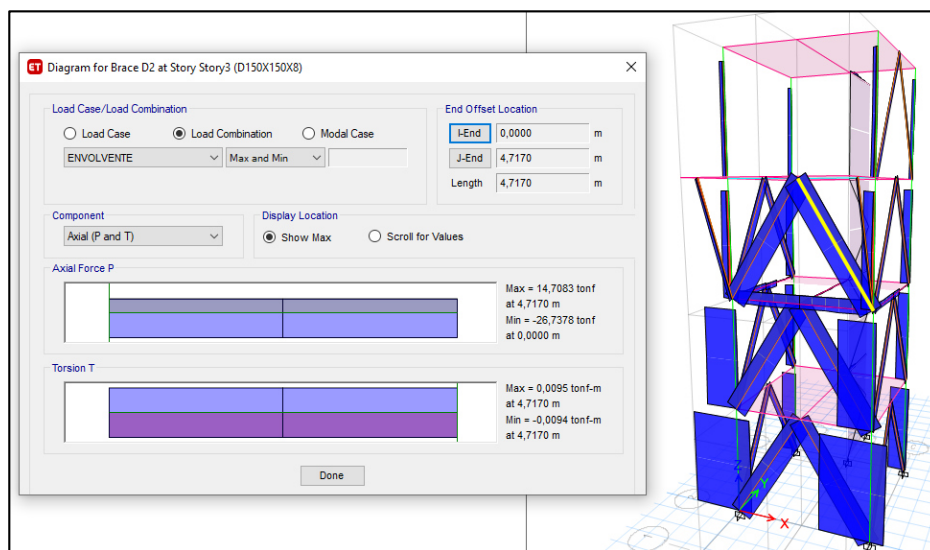 ET Diagram for Brace D2 at Story Story3 (D150X150X8)
Load Case/Load Combination
Load Case
Load Combination
Modal Case
ENVOLVENTE
Max and Min
End Offset Location
I-End
0,0000
m
J-End
4,7170
m
Length
4,7170
m
Component
Axial (P and T)
Display Location
Show Max
Scroll for Values
Axial Force P
Max = 14,7083 tonf
at 4,7170 m
Min = -26,7378 tonf
at 0,0000 m
Torsion T
Max = 0,0095 tonf-m
at 4,7170 m
Min = -0,0094 tonf-m
at 4,7170 m
Done
Z
Y
X